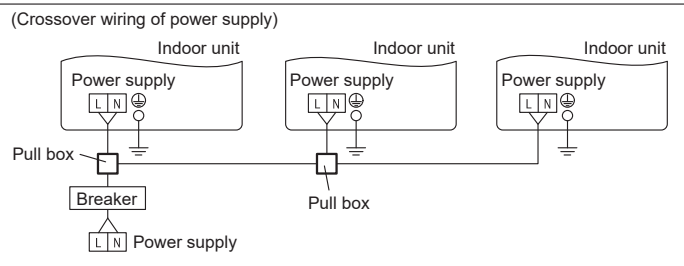 (Crossover wiring of power supply)
Indoor unit
Indoor unit
Indoor unit
Power supply
Power supply
Power supply
L N
L N
L N
Pull box
Breaker
Pull box
L N Power supply